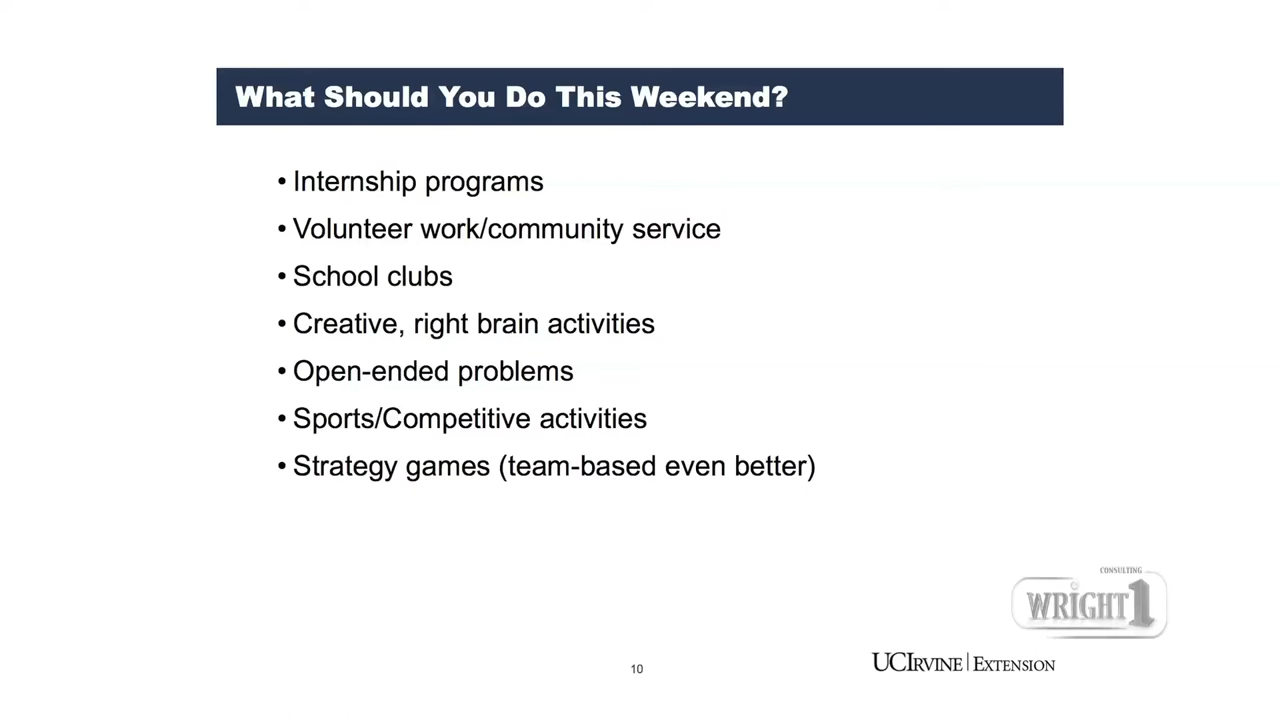 What Should You Do This Weekend?
• Internship programs
• Volunteer work/community service
• School clubs
• Creative, right brain activities
• Open-ended problems
• Sports/Competitive activities
• Strategy games (team-based even better)
CONSULTING
WRIGHT1
10
UCIRVINE | EXTENSION